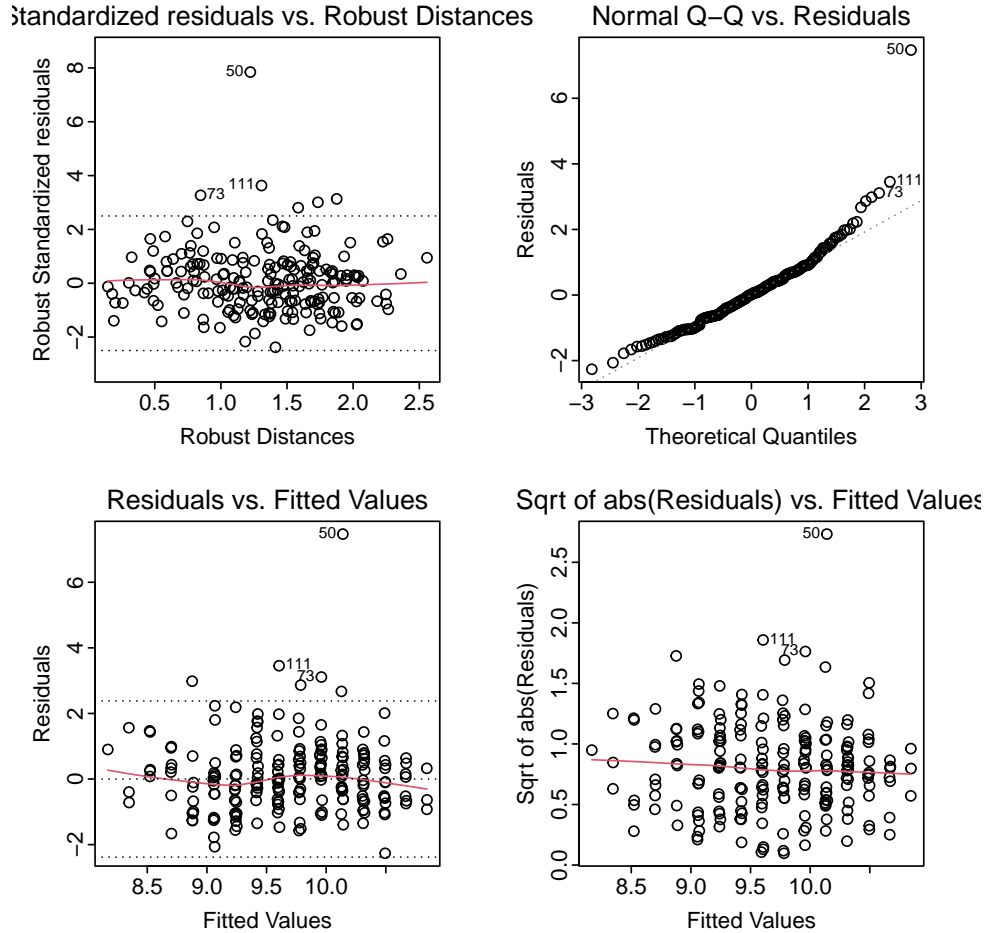 Standardized residuals vs. Robust Distances
8
6
4
2
0
−2
Robust Standardized residuals
50
73
111
0.5 1.0 1.5 2.0 2.5
Robust Distances
Normal Q−Q vs. Residuals
6
4
2
0
−2
Residuals
50
111
73
−3 −2 −1 0 1 2 3
Theoretical Quantiles
Residuals vs. Fitted Values
6
4
2
0
−2
Residuals
50
111
73
8.5 9.0 9.5 10.0
Fitted Values
Sqrt of abs(Residuals) vs. Fitted Values
2.5
2.0
1.5
1.0
0.5
0.0
Sqrt of abs(Residuals)
50
111
73
8.5 9.0 9.5 10.0
Fitted Values